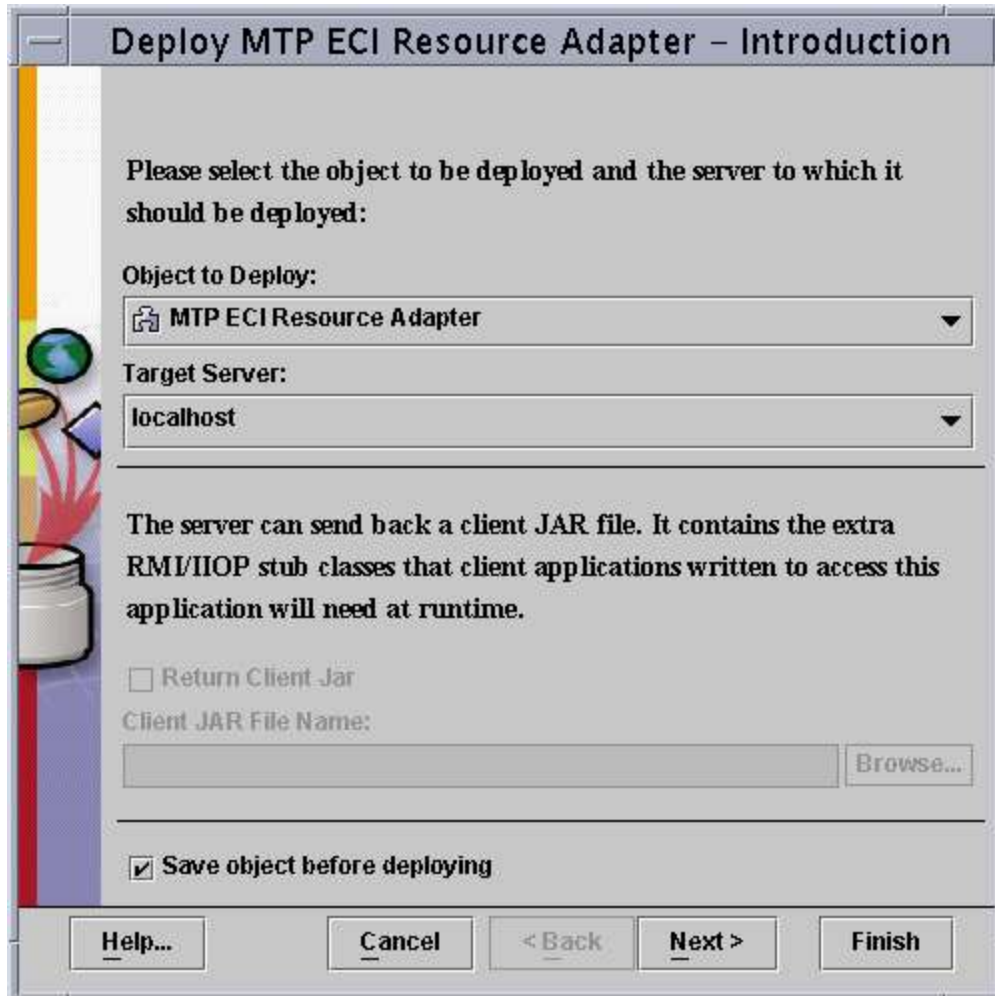 Deploy MTP ECI Resource Adapter – Introduction
Please select the object to be deployed and the server to which it
should be deployed:
Object to Deploy:
MTP ECI Resource Adapter
Target Server:
localhost
The server can send back a client JAR file. It contains the extra
RMI/IIOP stub classes that client applications written to access this
application will need at runtime.
Return Client Jar
Client JAR File Name:
Browse...
Save object before deploying
Help... Cancel < Back Next > Finish